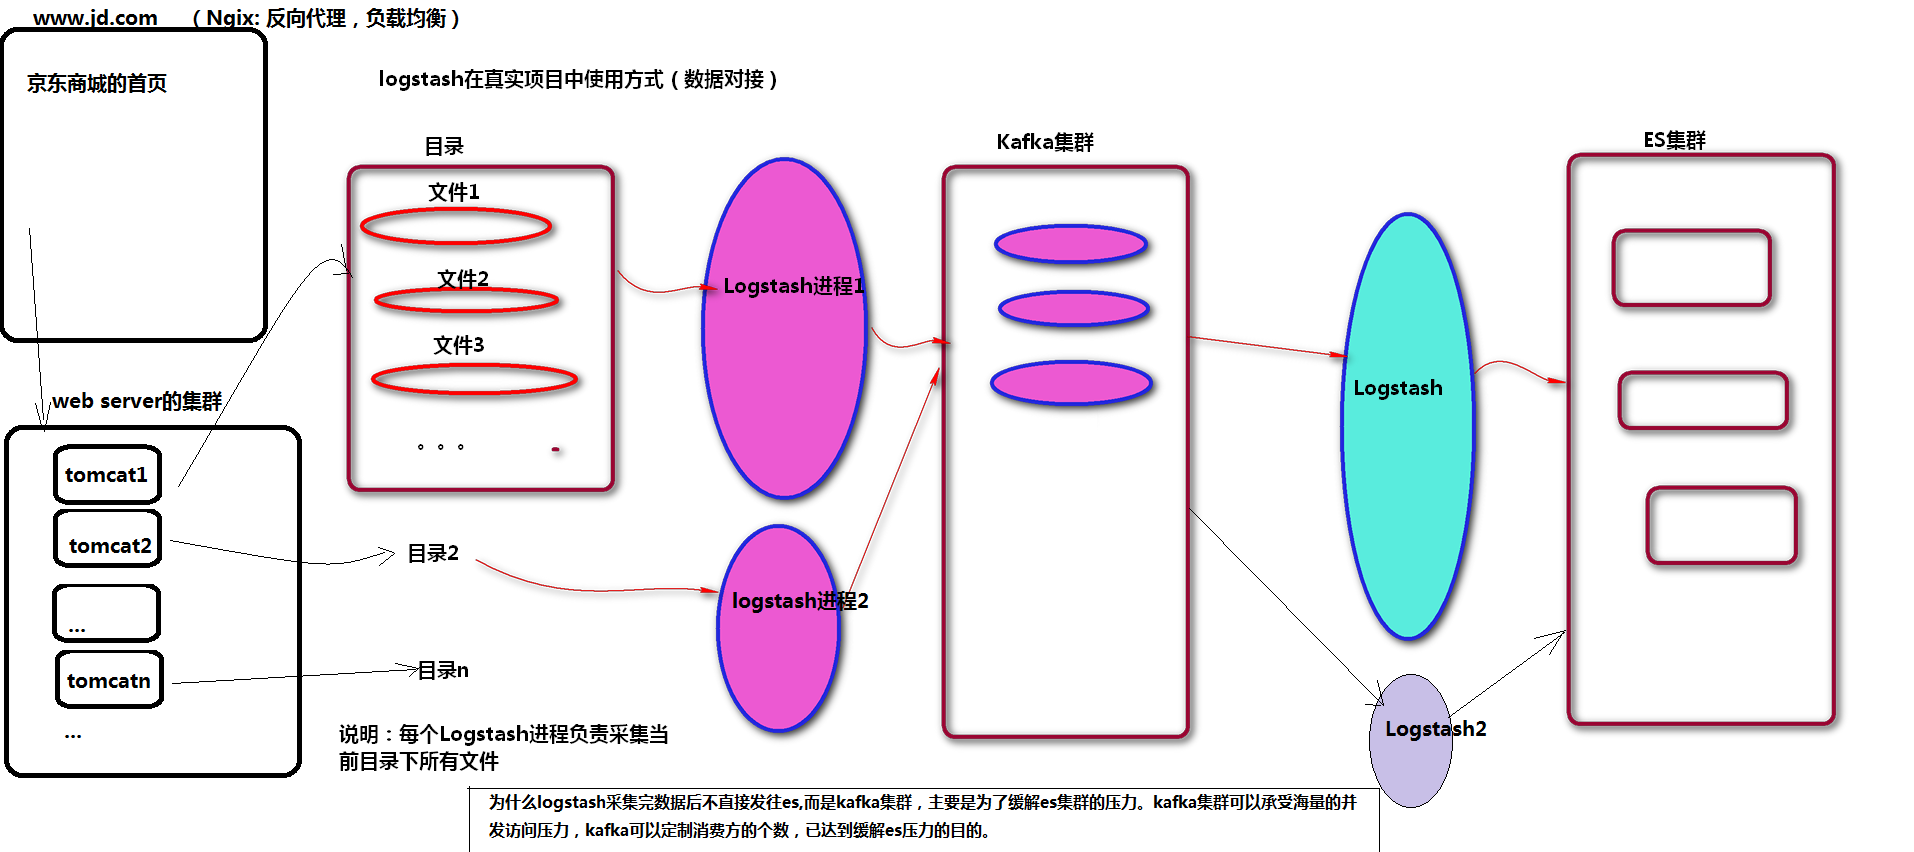 www.jd.com （Ngix: 反向代理，负载均衡）
京东商城的首页
logstash在真实项目中使用方式（数据对接）
目录
文件1
文件2
文件3
。。。
Logstash进程1
Kafka集群
ES集群
Logstash
web server的集群
tomcat1
tomcat2
...
tomcatn
...
目录2
logstash进程2
目录n
Logstash2
说明：每个Logstash进程负责采集当
前目录下所有文件
为什么logstash采集完数据后不直接发往es,而是kafka集群，主要是为了缓解es集群的压力。kafka集群可以承受海量的并
发访问压力，kafka可以定制消费方的个数，已达到缓解es压力的目的。